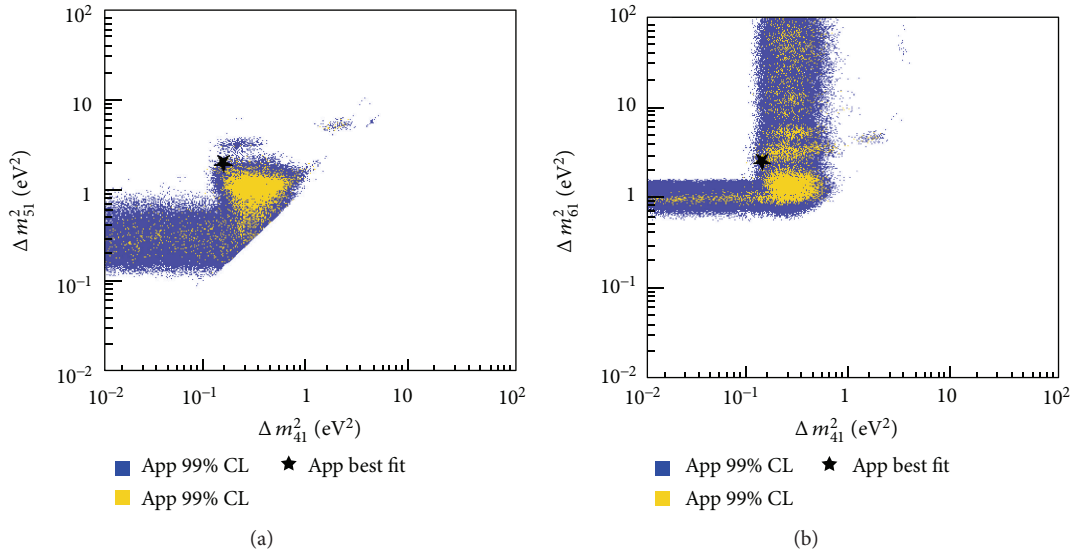 10²
10
1
10⁻¹
10⁻²
Δ m²₅₁ (eV²)
10⁻² 10⁻¹ 1 10 10²
Δ m²₄₁ (eV²)
App 99% CL ★ App best fit
App 99% CL
(a)
10²
10
1
10⁻¹
10⁻²
Δ m²₆₁ (eV²)
10⁻² 10⁻¹ 1 10 10²
Δ m²₄₁ (eV²)
App 99% CL ★ App best fit
App 99% CL
(b)